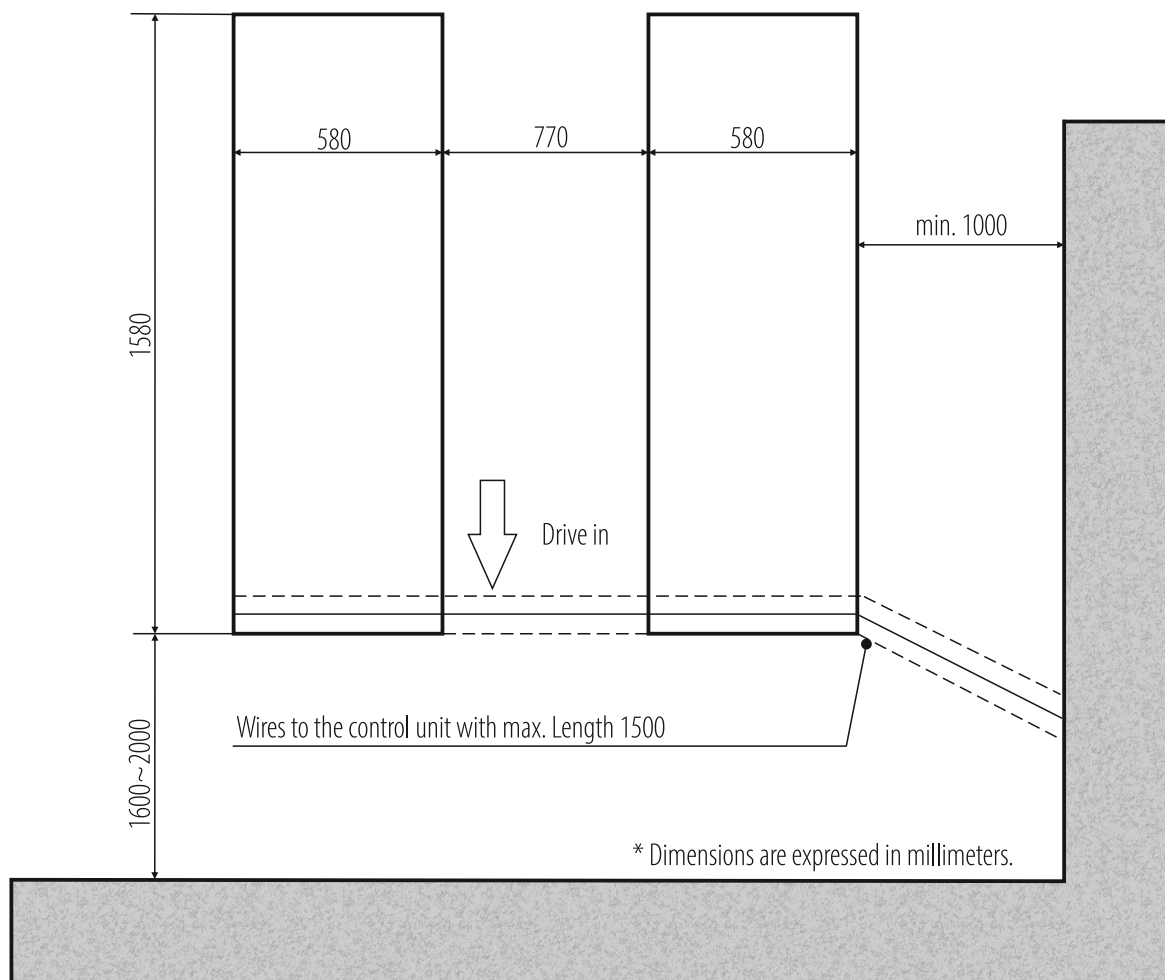 580
770
580
min. 1000
1580
Drive in
Wires to the control unit with max. Length 1500
1600~2000
* Dimensions are expressed in millimeters.